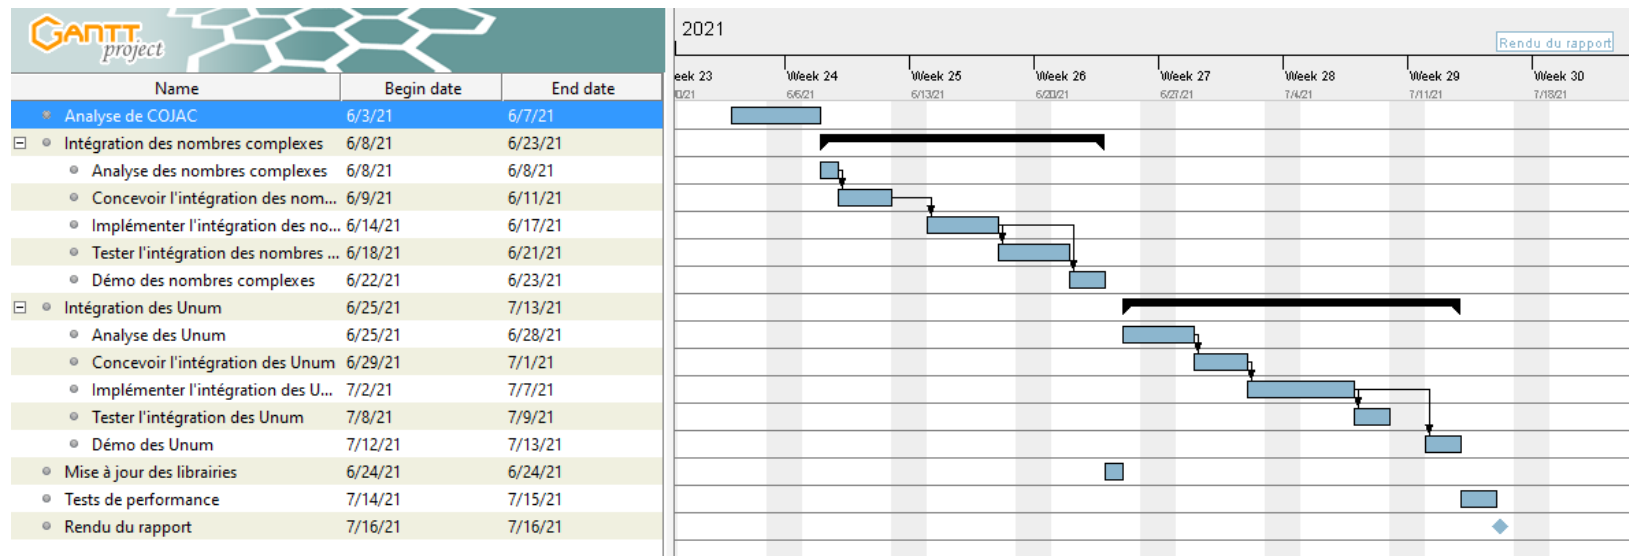 GANTT
project
2021
Rendu du rapport
eek 23 Week 24 Week 25 Week 26 Week 27 Week 28 Week 29 Week 30
0/21 6/6/21 6/13/21 6/20/21 6/27/21 7/4/21 7/11/21 7/18/21
Name Begin date End date
Analyse de COJAC 6/3/21 6/7/21
Intégration des nombres complexes 6/8/21 6/23/21
Analyse des nombres complexes 6/8/21 6/8/21
Concevoir l'intégration des nom... 6/9/21 6/11/21
Implémenter l'intégration des no... 6/14/21 6/17/21
Tester l'intégration des nombres ... 6/18/21 6/21/21
Démo des nombres complexes 6/22/21 6/23/21
Intégration des Unum 6/25/21 7/13/21
Analyse des Unum 6/25/21 6/28/21
Concevoir l'intégration des Unum 6/29/21 7/1/21
Implémenter l'intégration des U... 7/2/21 7/7/21
Tester l'intégration des Unum 7/8/21 7/9/21
Démo des Unum 7/12/21 7/13/21
Mise à jour des librairies 6/24/21 6/24/21
Tests de performance 7/14/21 7/15/21
Rendu du rapport 7/16/21 7/16/21